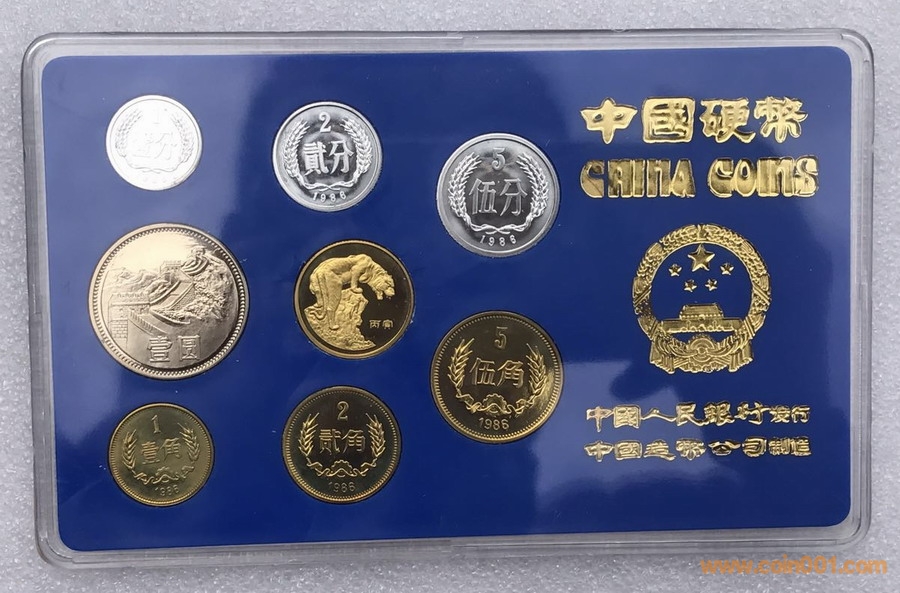 中國硬幣
CHINA COINS
2
貳分
1986
5
伍分
1986
壹圓
丙寅
5
伍角
1986
1
壹角
1986
2
贰角
1986
中國人民銀行发行
中國造幣公司制造
www.coin001.com